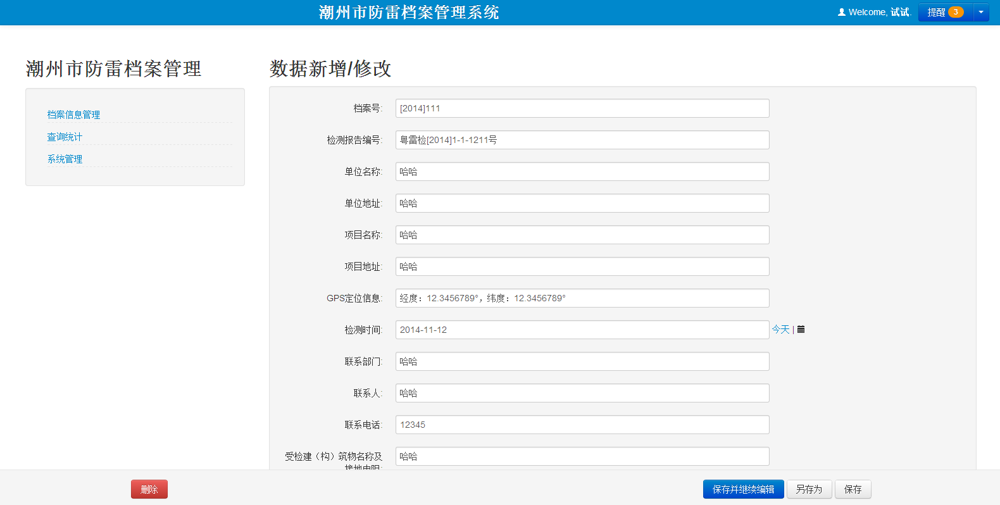 潮州市防雷档案管理系统
Welcome, 试试.
提醒 3
潮州市防雷档案管理
档案信息管理
查询统计
系统管理
数据新增/修改
档案号: [2014]111
检测报告编号: 粤雷检[2014]1-1-1211号
单位名称: 哈哈
单位地址: 哈哈
项目名称: 哈哈
项目地址: 哈哈
GPS定位信息: 经度：12.3456789°，纬度：12.3456789°
检测时间: 2014-11-12 今天 |
联系部门: 哈哈
联系人: 哈哈
联系电话: 12345
受检建（构）筑物名称及 哈哈
接地电阻:
删除
保存并继续编辑 另存为 保存